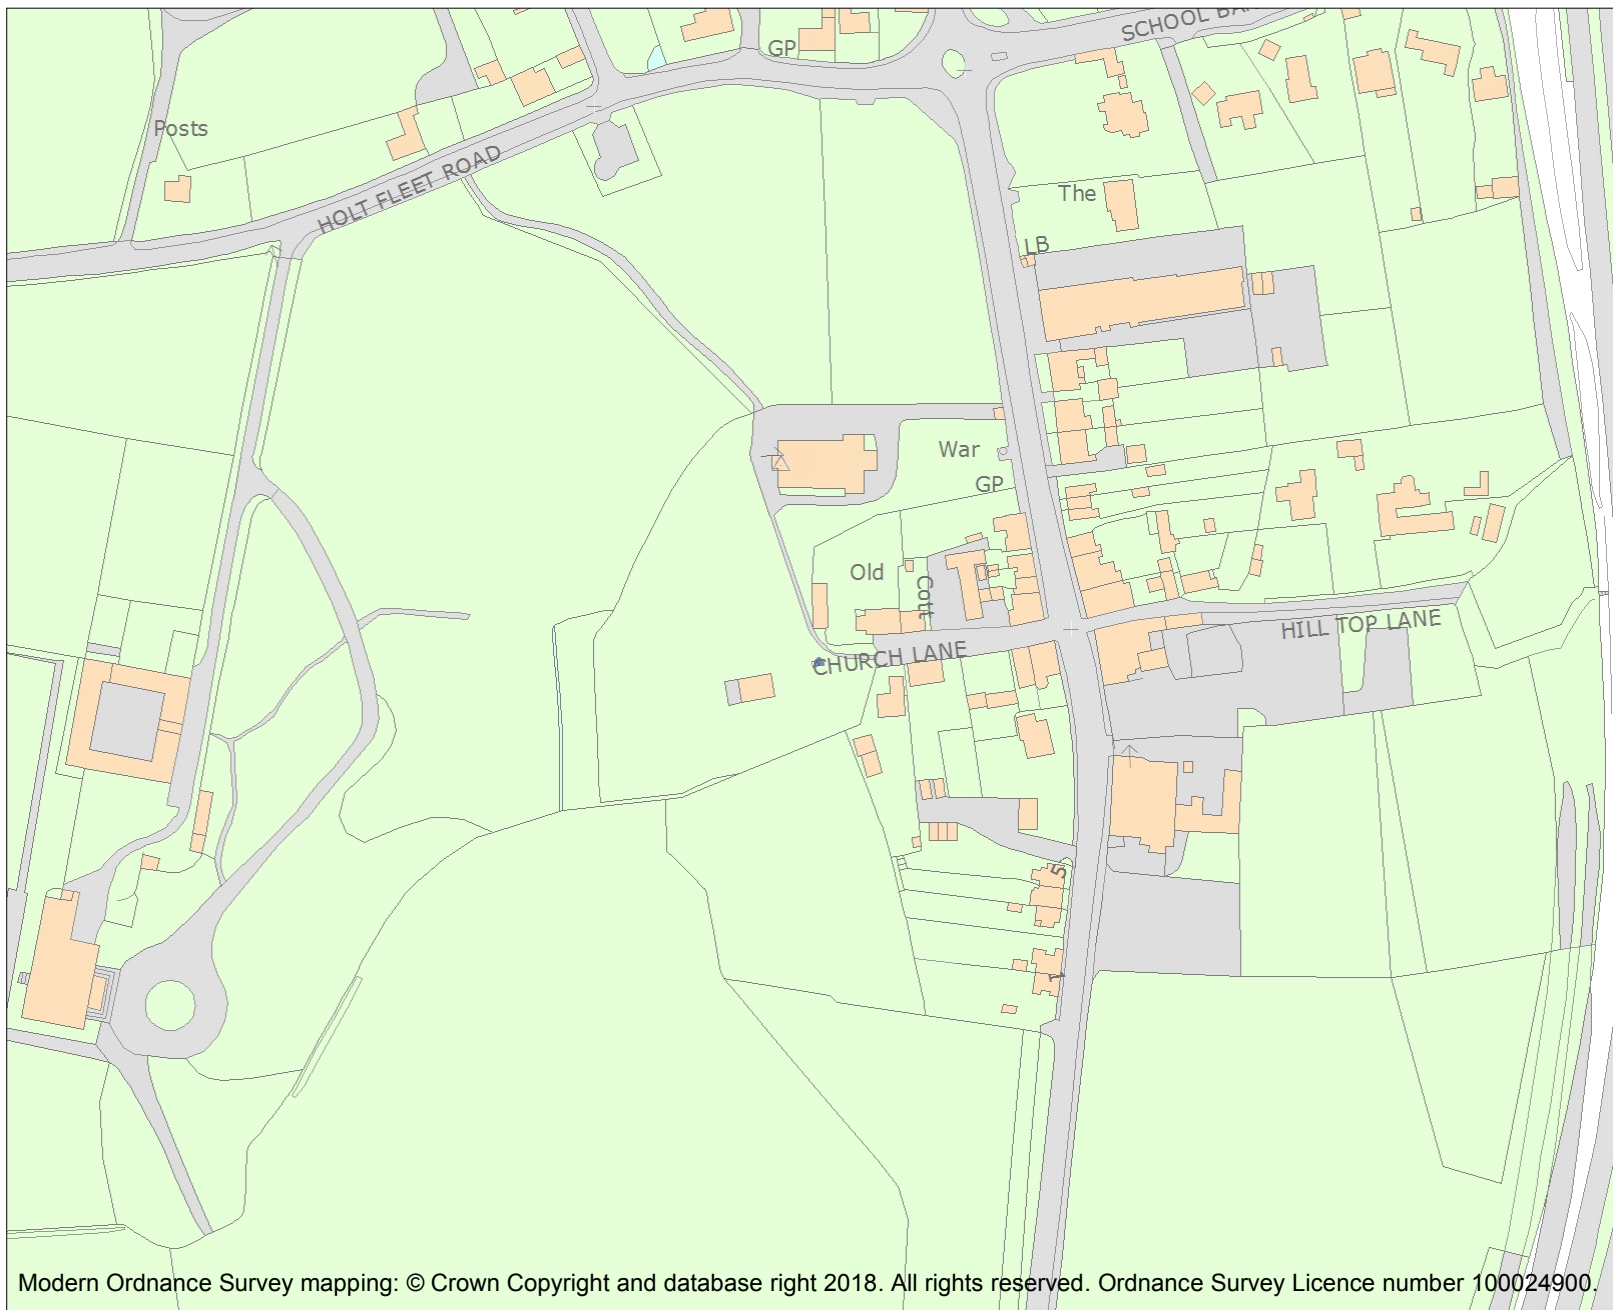 SCHOOL
GP
Posts
HOLT FLEET ROAD
The
LB
War
GP
Old
Cott
HILL TOP LANE
CHURCH LANE
5
1
Modern Ordnance Survey mapping: © Crown Copyright and database right 2018. All rights reserved. Ordnance Survey Licence number 100024900.